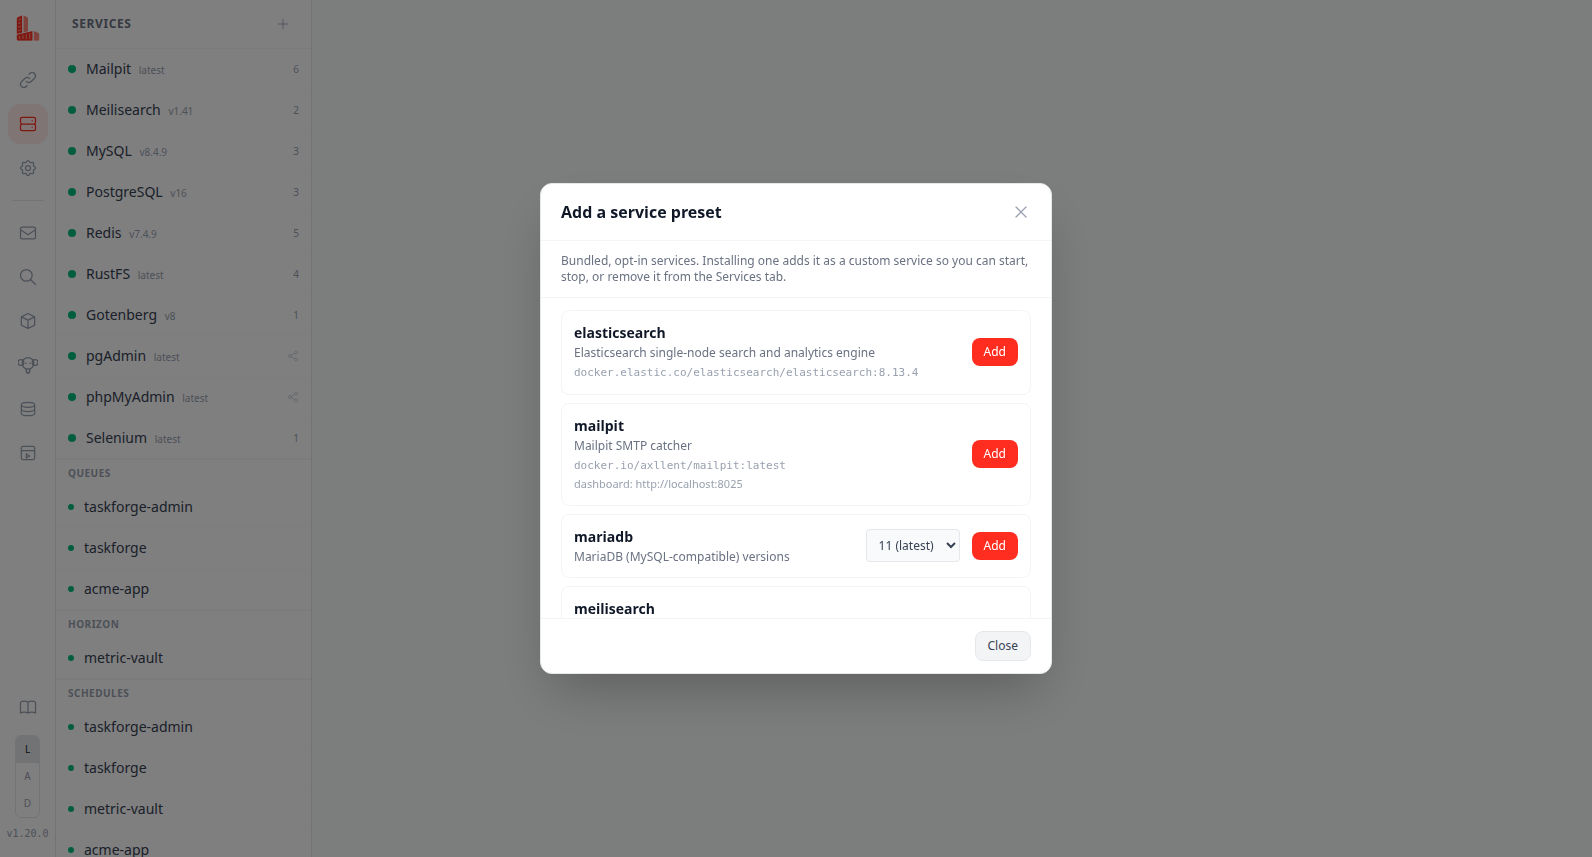 SERVICES
Mailpit latest 6
Meilisearch v1.41 2
MySQL v8.4.9 3
PostgreSQL v16 3
Redis v7.4.9 5
RustFS latest 4
Gotenberg v8 1
pgAdmin latest
phpMyAdmin latest
Selenium latest 1
QUEUES
taskforge-admin
taskforge
acme-app
HORIZON
metric-vault
SCHEDULES
taskforge-admin
taskforge
metric-vault
acme-app
L
A
D
v1.20.0
Add a service preset
Bundled, opt-in services. Installing one adds it as a custom service so you can start,
stop, or remove it from the Services tab.
elasticsearch
Elasticsearch single-node search and analytics engine
docker.elastic.co/elasticsearch/elasticsearch:8.13.4
Add
mailpit
Mailpit SMTP catcher
docker.io/axllent/mailpit:latest
dashboard: http://localhost:8025
Add
mariadb
MariaDB (MySQL-compatible) versions
11 (latest)
Add
meilisearch
Close